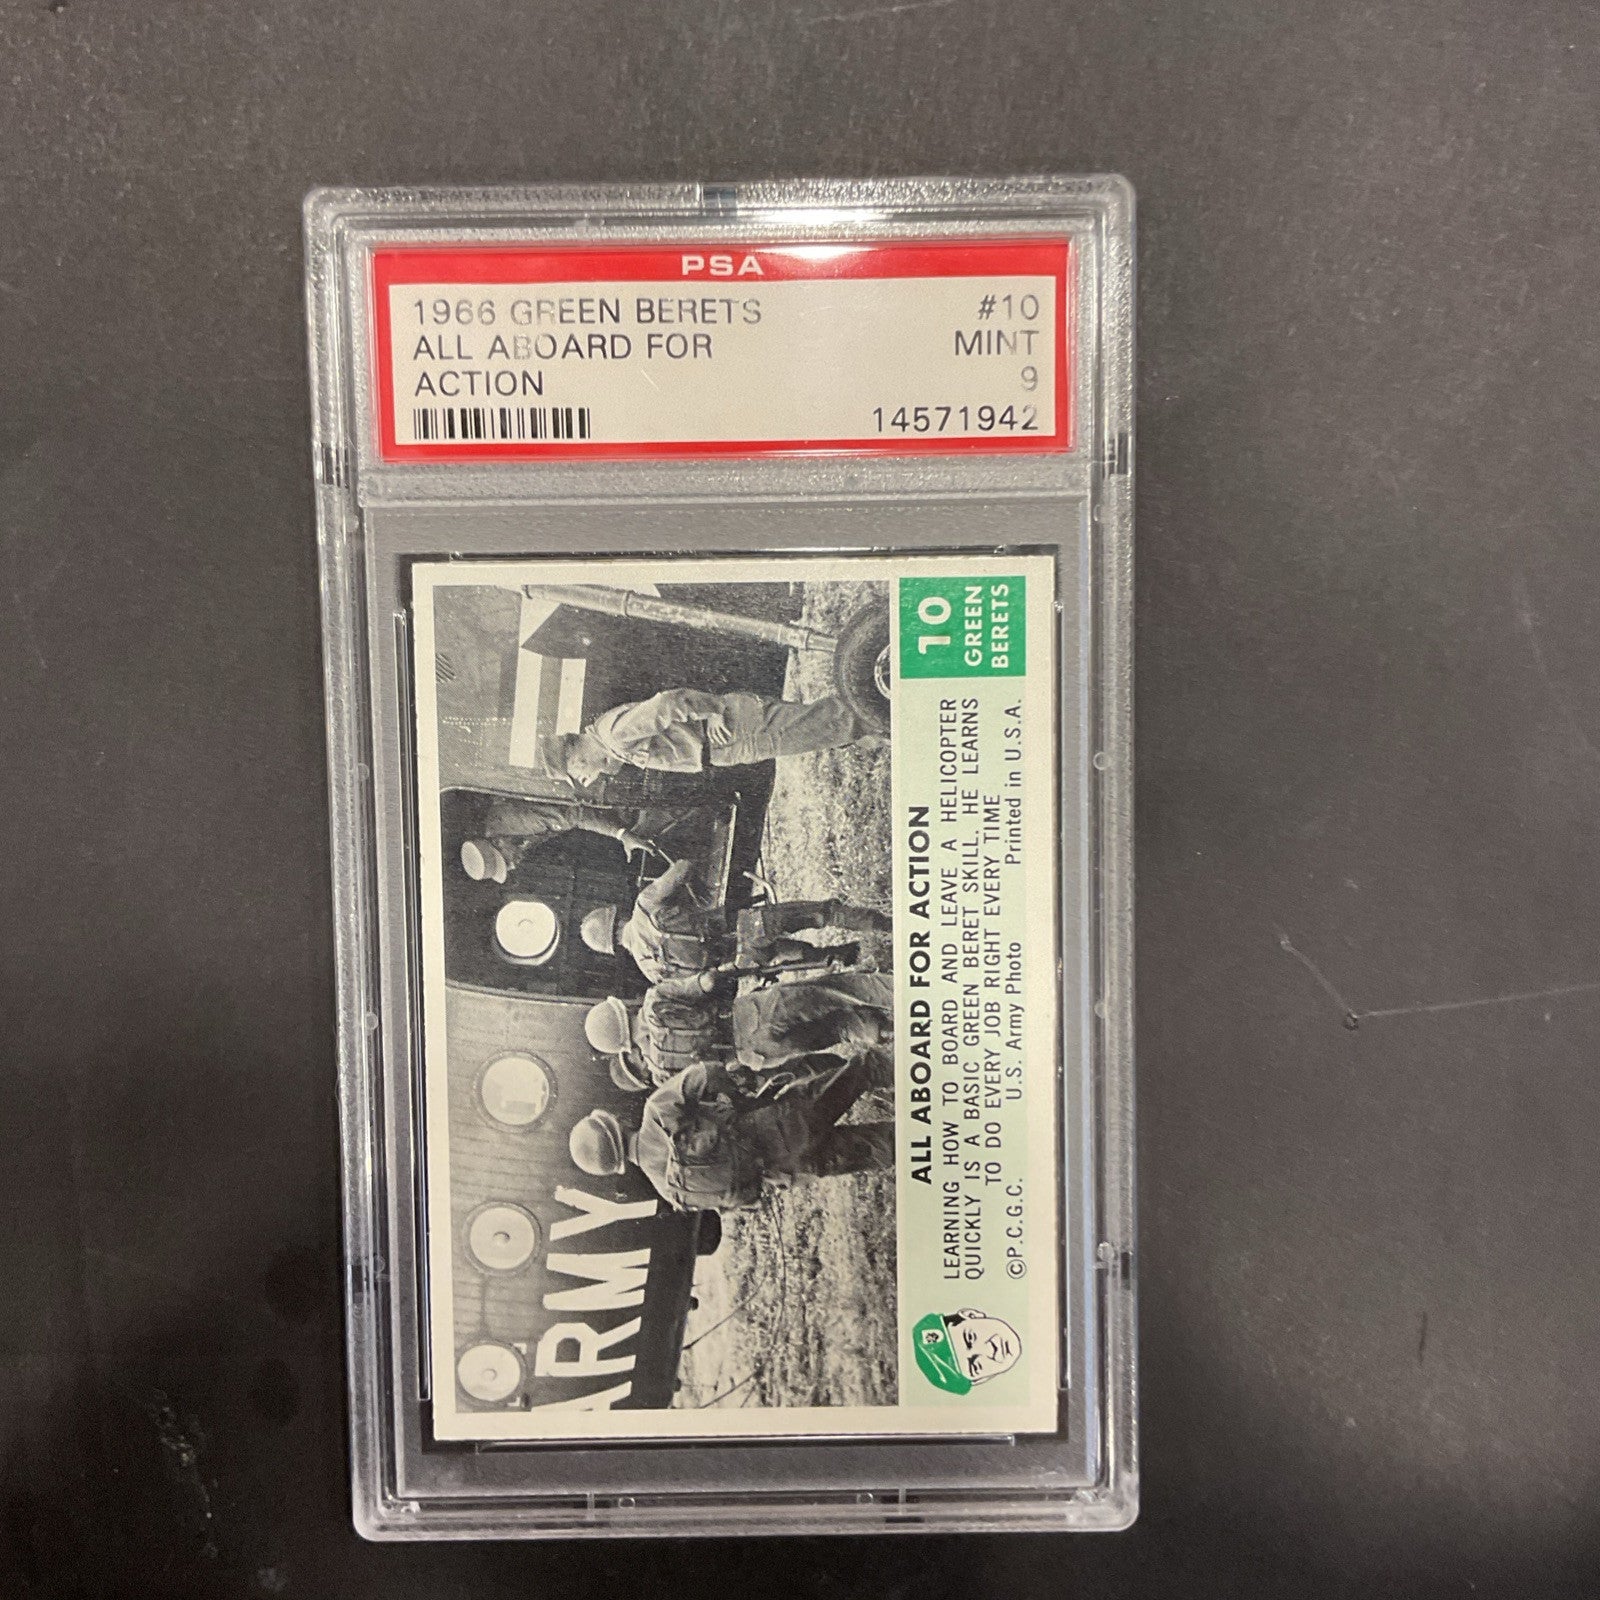 PSA
1966 GREEN BERETS #10
ALL ABOARD FOR MINT
ACTION 9
14571942
ARMY
10
GREEN
BERETS
ALL ABOARD FOR ACTION
LEARNING HOW TO BOARD AND LEAVE A HELICOPTER
QUICKLY IS A BASIC GREEN BERET SKILL. HE LEARNS
TO DO EVERY JOB RIGHT EVERY TIME
©P.C.G.C. U.S. Army Photo Printed in U.S.A.